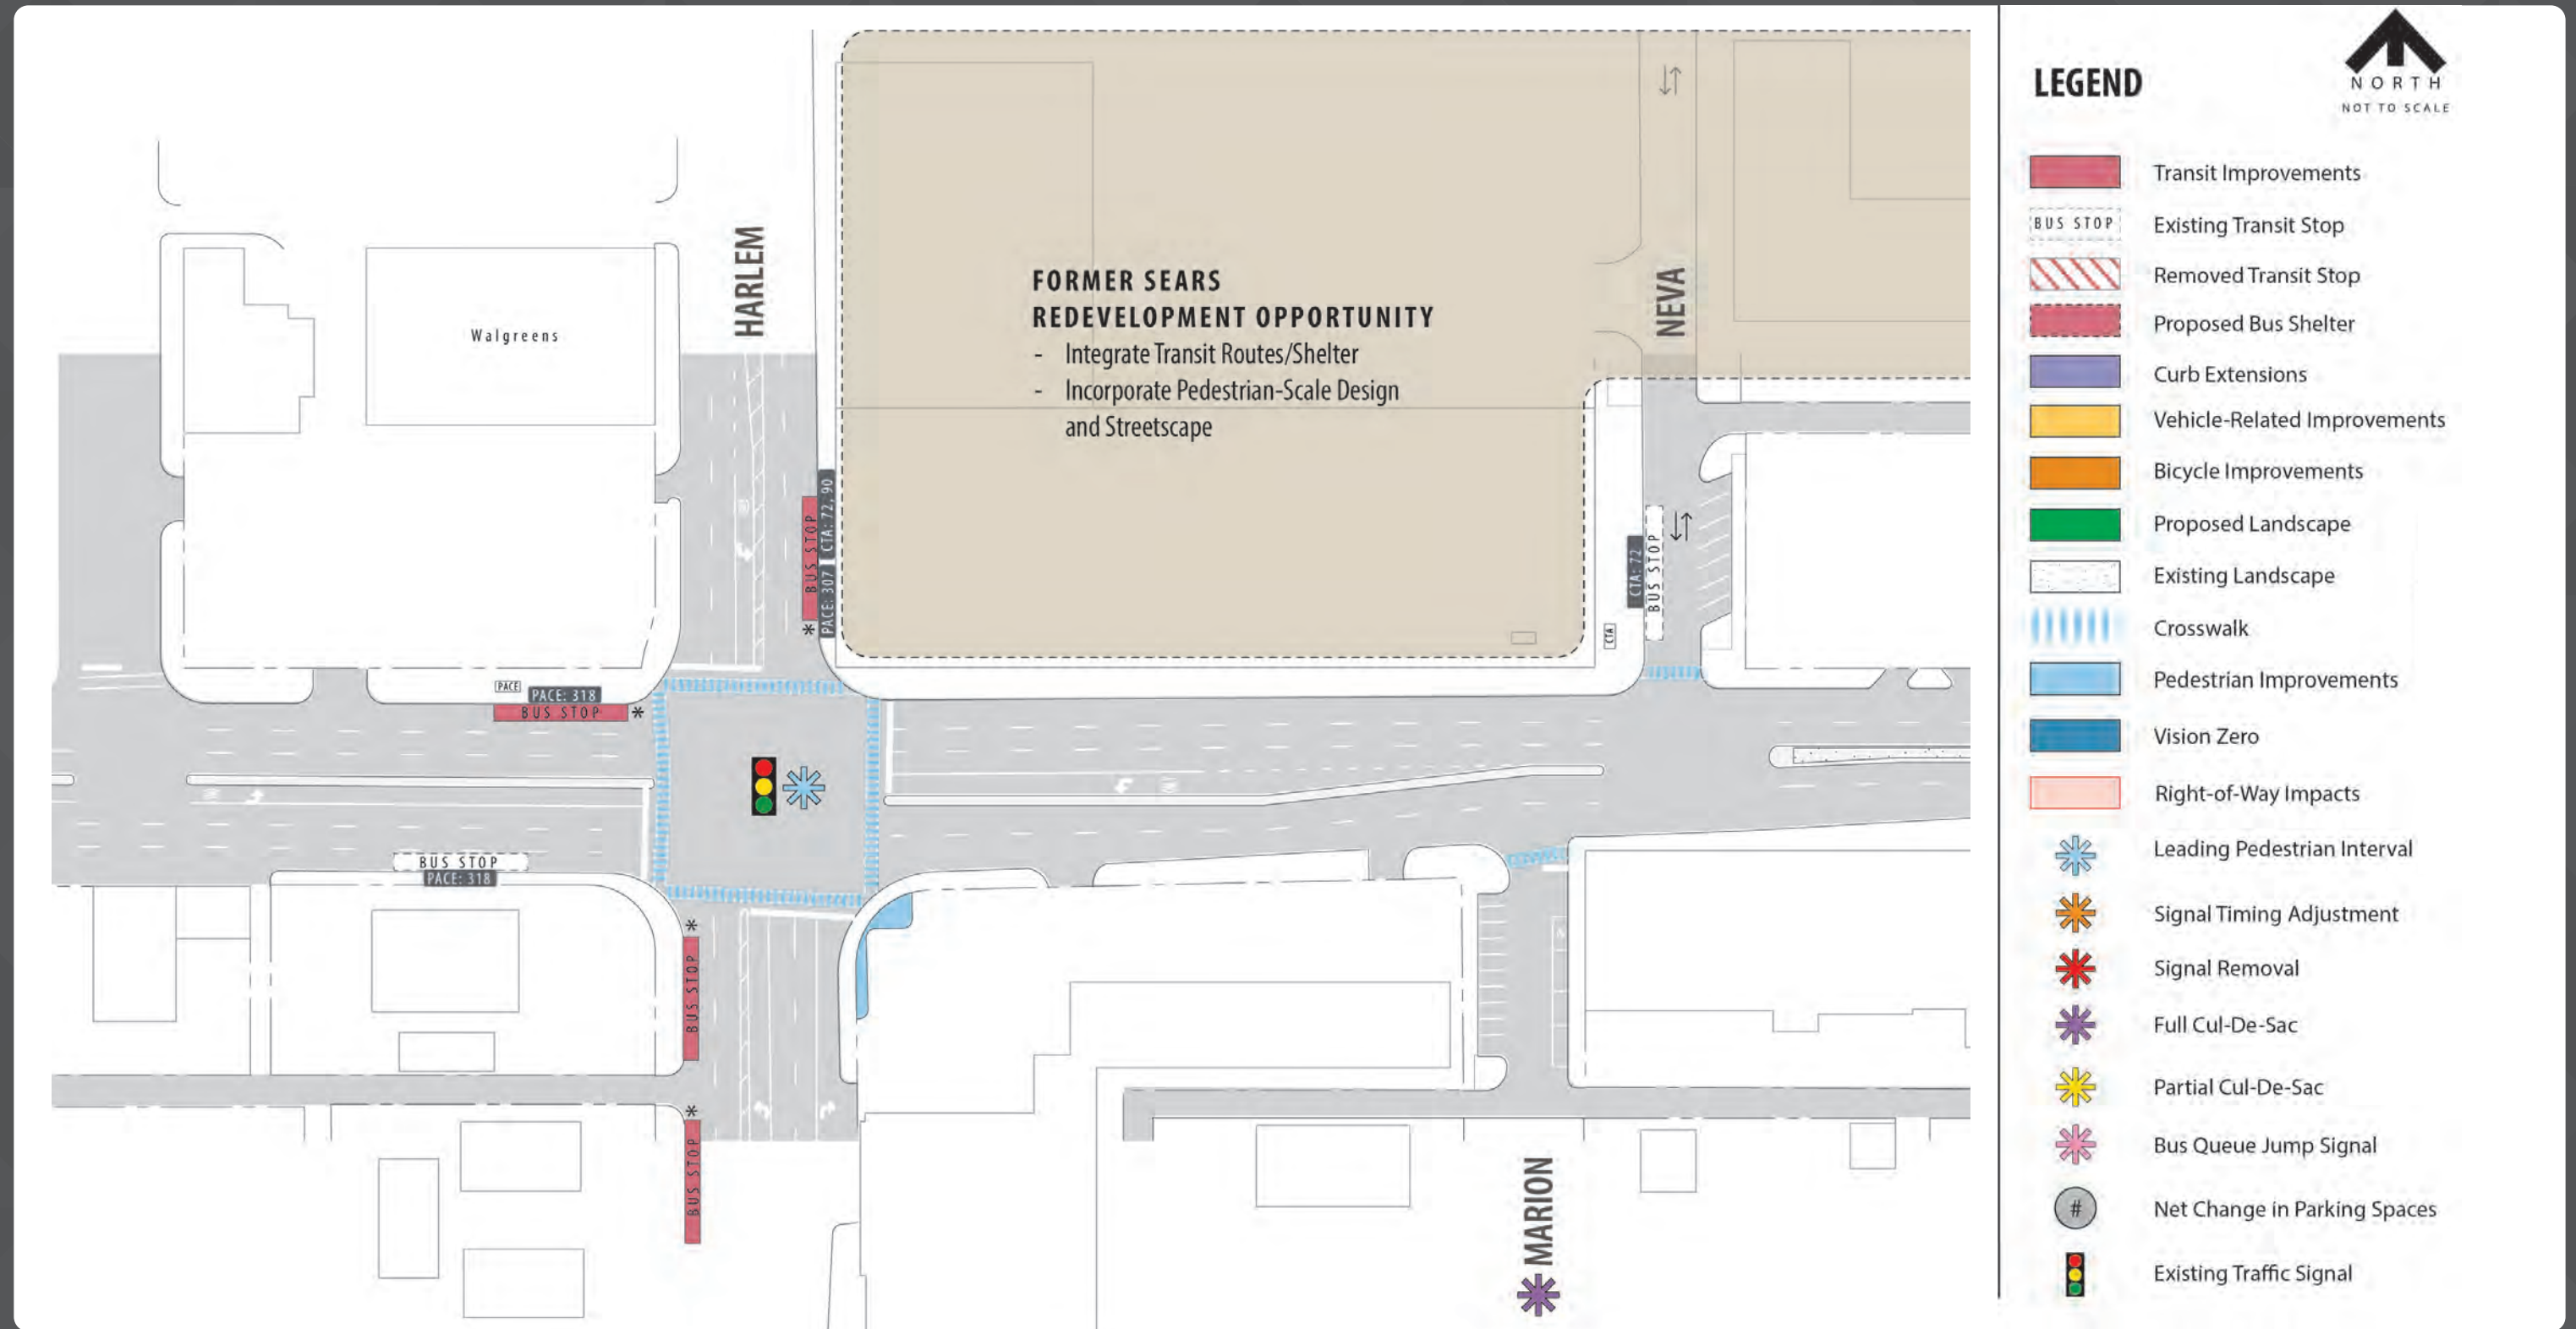 HARLEM
FORMER SEARS
REDEVELOPMENT OPPORTUNITY
- Integrate Transit Routes/Shelter
- Incorporate Pedestrian-Scale Design
and Streetscape
NEVA
Walgreens
BUS STOP
PACE: 307
CTA: 72, 90
*
CTA: 72
BUS STOP
CTA
PACE
PACE: 318
BUS STOP *
BUS STOP
PACE: 318
*
BUS STOP
*
BUS STOP
MARION
LEGEND
NORTH
NOT TO SCALE
Transit Improvements
BUS STOP Existing Transit Stop
Removed Transit Stop
Proposed Bus Shelter
Curb Extensions
Vehicle-Related Improvements
Bicycle Improvements
Proposed Landscape
Existing Landscape
Crosswalk
Pedestrian Improvements
Vision Zero
Right-of-Way Impacts
Leading Pedestrian Interval
Signal Timing Adjustment
Signal Removal
Full Cul-De-Sac
Partial Cul-De-Sac
Bus Queue Jump Signal
# Net Change in Parking Spaces
Existing Traffic Signal